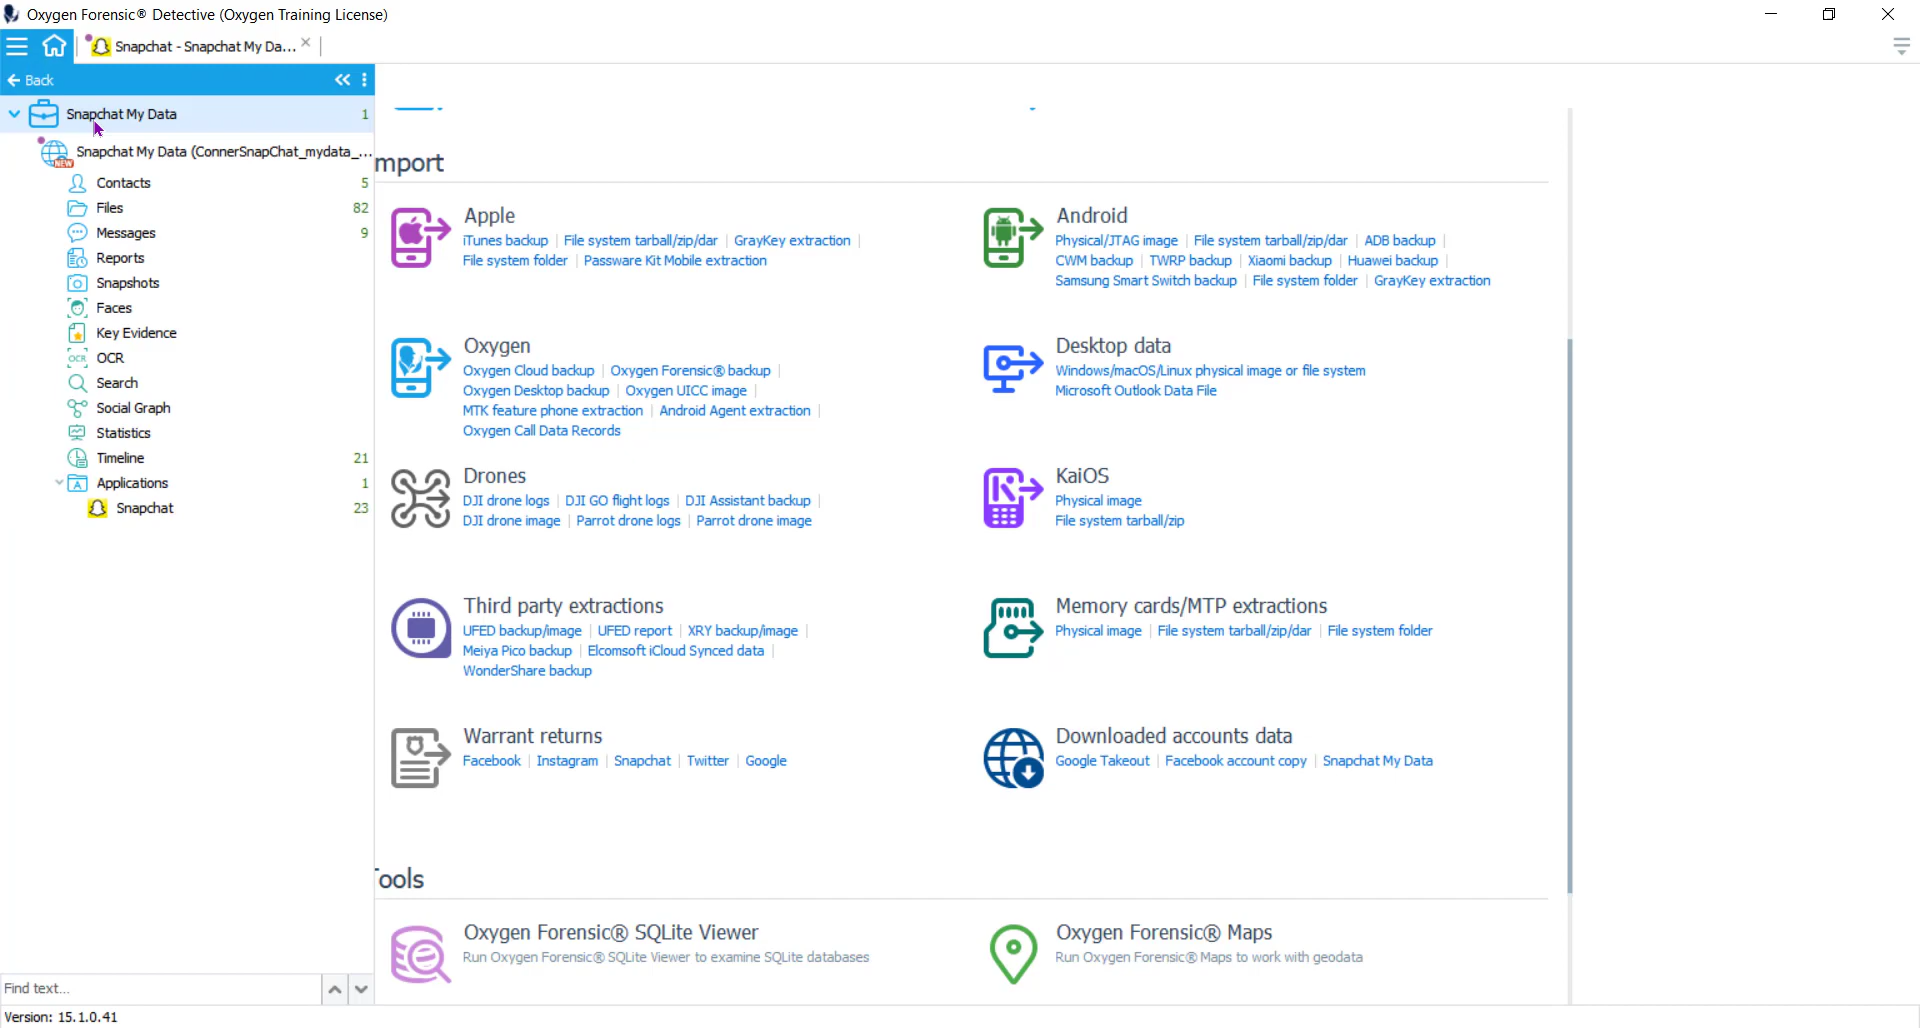 Oxygen Forensic® Detective (Oxygen Training License)
Snapchat - Snapchat My Da...
Back
Snapchat My Data 1
Snapchat My Data (ConnerSnapChat_mydata_...
NEW
Contacts 5
Files 82
Messages 9
Reports
Snapshots
Faces
Key Evidence
OCR OCR
Search
Social Graph
Statistics
Timeline 21
Applications 1
Snapchat 23
Find text...
Version: 15.1.0.41
mport
Apple
iTunes backup | File system tarball/zip/dar | GrayKey extraction |
File system folder | Passware Kit Mobile extraction
Android
Physical/JTAG image | File system tarball/zip/dar | ADB backup |
CWM backup | TWRP backup | Xiaomi backup | Huawei backup |
Samsung Smart Switch backup | File system folder | GrayKey extraction
Oxygen
Oxygen Cloud backup | Oxygen Forensic® backup |
Oxygen Desktop backup | Oxygen UICC image |
MTK feature phone extraction | Android Agent extraction |
Oxygen Call Data Records
Desktop data
Windows/macOS/Linux physical image or file system
Microsoft Outlook Data File
Drones
DJI drone logs | DJI GO flight logs | DJI Assistant backup |
DJI drone image | Parrot drone logs | Parrot drone image
KaiOS
Physical image
File system tarball/zip
Third party extractions
UFED backup/image | UFED report | XRY backup/image |
Meiya Pico backup | Elcomsoft iCloud Synced data |
WonderShare backup
Memory cards/MTP extractions
Physical image | File system tarball/zip/dar | File system folder
Warrant returns
Facebook | Instagram | Snapchat | Twitter | Google
Downloaded accounts data
Google Takeout | Facebook account copy | Snapchat My Data
ools
Oxygen Forensic® SQLite Viewer
Run Oxygen Forensic® SQLite Viewer to examine SQLite databases
Oxygen Forensic® Maps
Run Oxygen Forensic® Maps to work with geodata